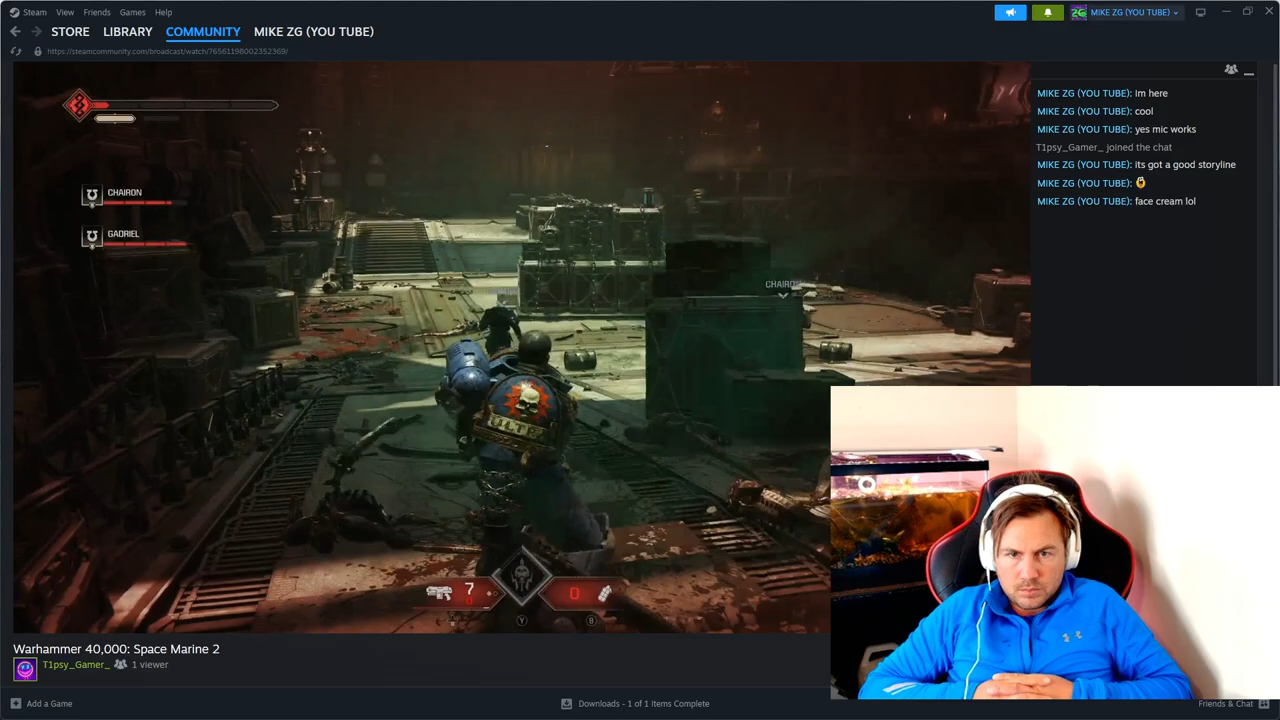 Steam View Friends Games Help
MIKE ZG (YOU TUBE)
STORE LIBRARY COMMUNITY MIKE ZG (YOU TUBE)
https://steamcommunity.com/broadcast/watch/76561198002352369/
MIKE ZG (YOU TUBE): Im here
MIKE ZG (YOU TUBE): cool
MIKE ZG (YOU TUBE): yes mic works
T1psy_Gamer_ joined the chat
MIKE ZG (YOU TUBE): its got a good storyline
MIKE ZG (YOU TUBE):
MIKE ZG (YOU TUBE): face cream lol
CHAIRON
GADRIEL
CHAIRON
ULTR
7
0
0
Y
B
Warhammer 40,000: Space Marine 2
T1psy_Gamer_ 1 viewer
Add a Game
Downloads - 1 of 1 Items Complete
Friends & Chat